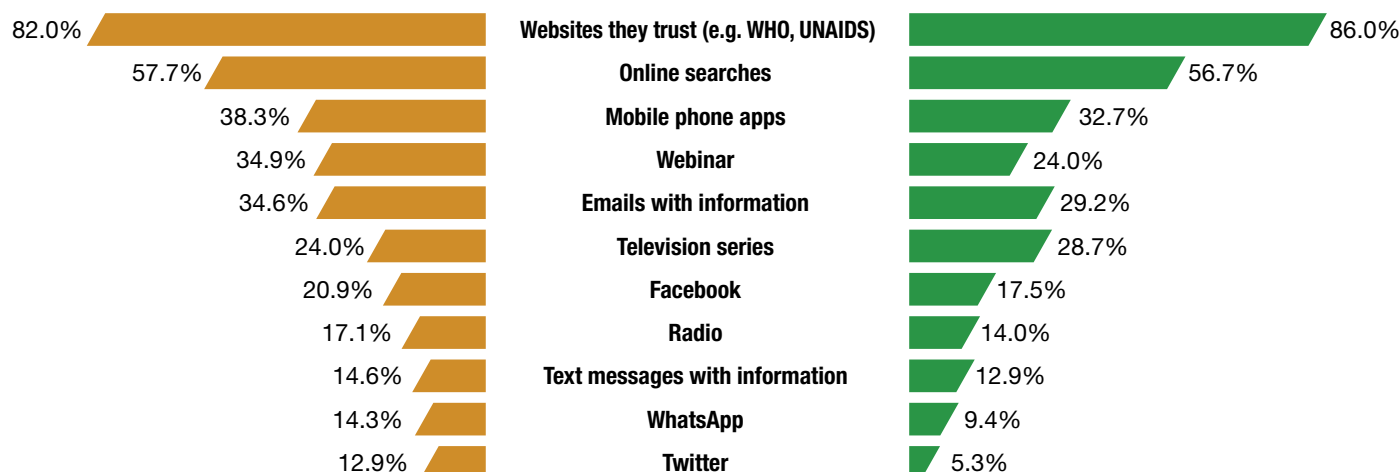 82.0% Websites they trust (e.g. WHO, UNAIDS) 86.0%
57.7% Online searches 56.7%
38.3% Mobile phone apps 32.7%
34.9% Webinar 24.0%
34.6% Emails with information 29.2%
24.0% Television series 28.7%
20.9% Facebook 17.5%
17.1% Radio 14.0%
14.6% Text messages with information 12.9%
14.3% WhatsApp 9.4%
12.9% Twitter 5.3%